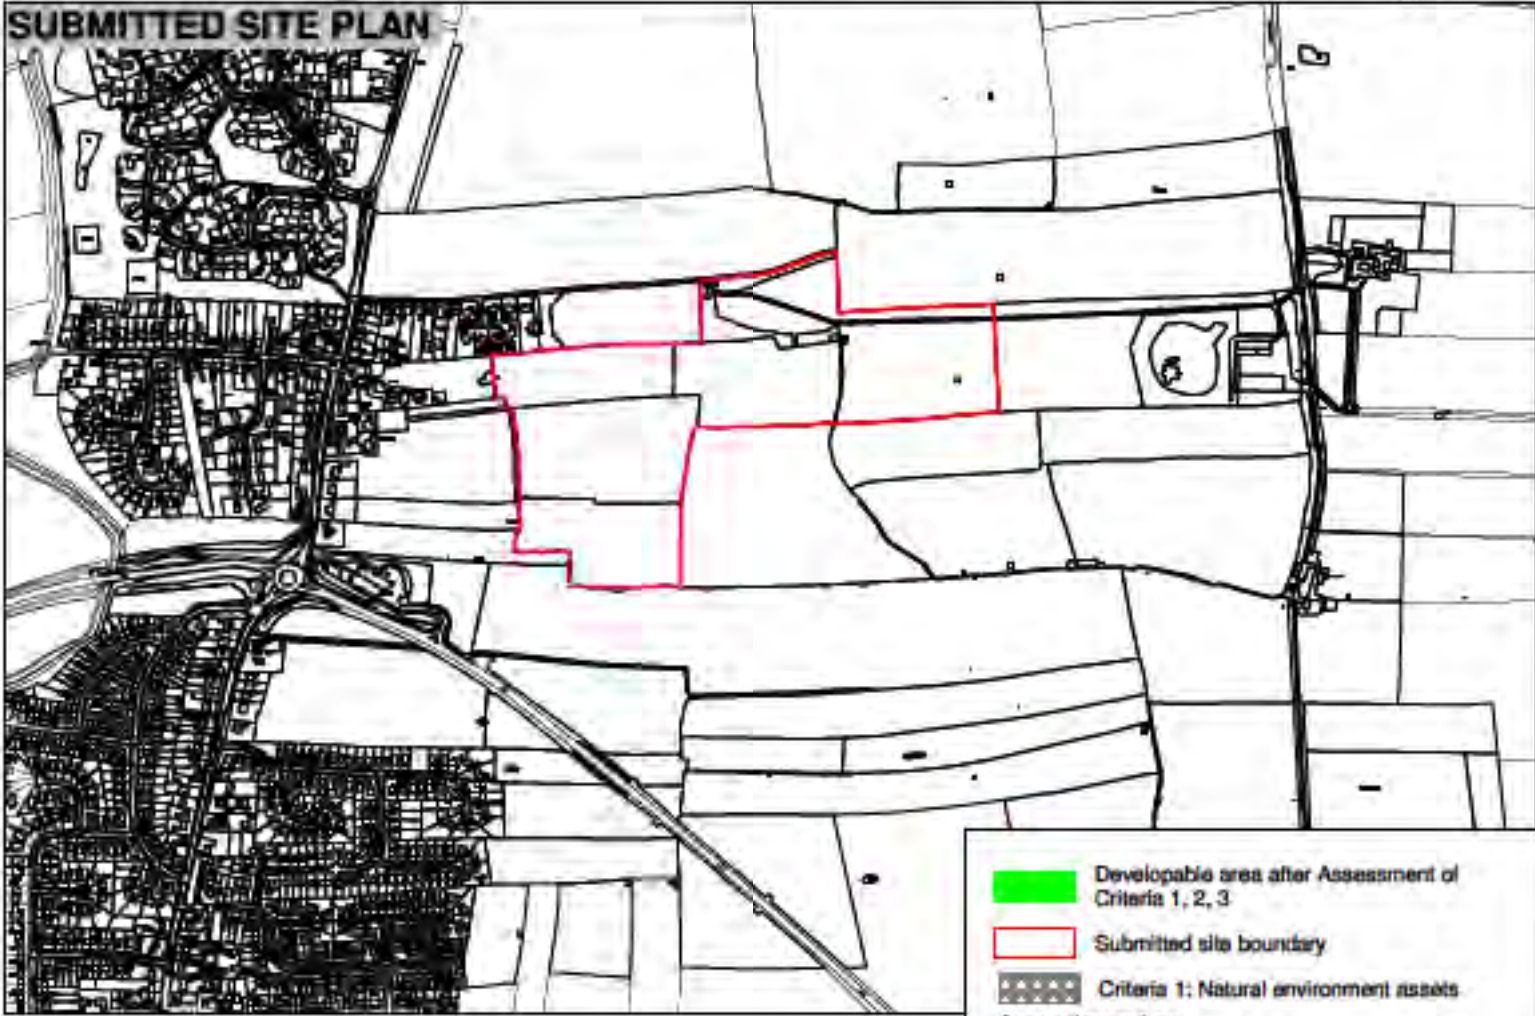 SUBMITTED SITE PLAN
Developable area after Assessment of
Criteria 1, 2, 3
Submitted site boundary
Criteria 1: Natural environment assets